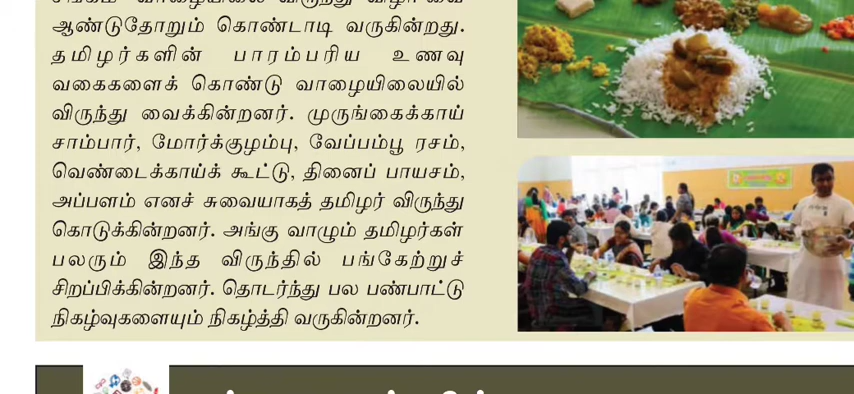 வாழையிலை விருந்து விழாவை
ஆண்டுதோறும் கொண்டாடி வருகின்றது.
தமிழர்களின் பாரம்பரிய உணவு
வகைகளைக் கொண்டு வாழையிலையில்
விருந்து வைக்கின்றனர். முருங்கைக்காய்
சாம்பார், மோர்க்குழம்பு, வேப்பம்பூ ரசம்,
வெண்டைக்காய்க் கூட்டு, தினைப் பாயசம்,
அப்பளம் எனச் சுவையாகத் தமிழர் விருந்து
கொடுக்கின்றனர். அங்கு வாழும் தமிழர்கள்
பலரும் இந்த விருந்தில் பங்கேற்றுச்
சிறப்பிக்கின்றனர். தொடர்ந்து பல பண்பாட்டு
நிகழ்வுகளையும் நிகழ்த்தி வருகின்றனர்.